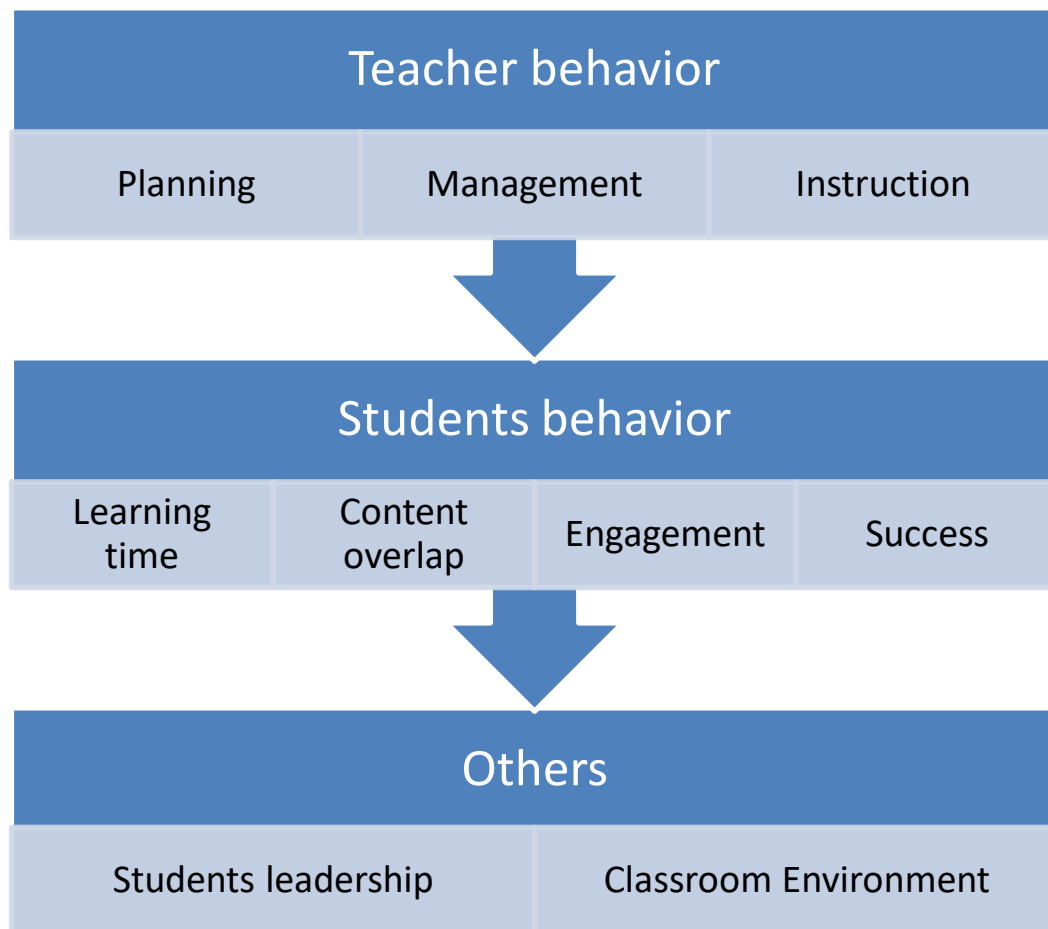 Teacher behavior
Planning
Management
Instruction
Students behavior
Learning
time
Content
overlap
Engagement
Success
Others
Students leadership
Classroom Environment